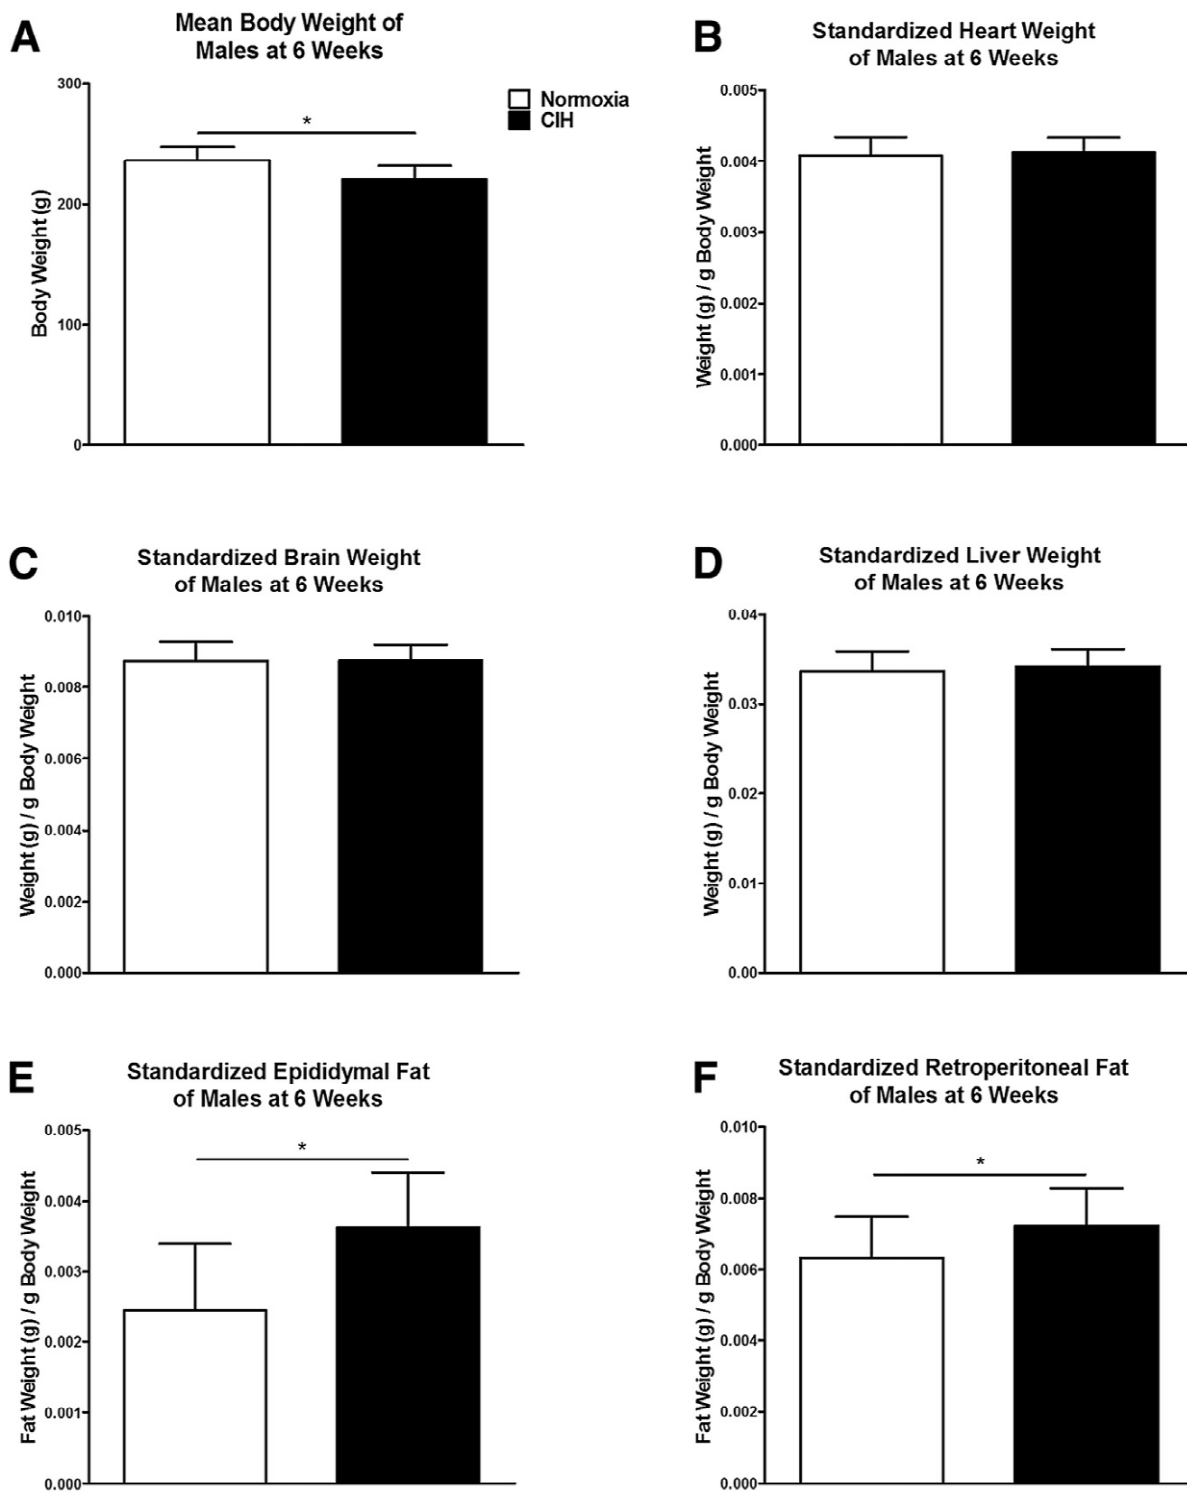 A
Mean Body Weight of
Males at 6 Weeks
300
200
100
0
Body Weight (g)
*
Normoxia
CIH
B
Standardized Heart Weight
of Males at 6 Weeks
0.005
0.004
0.003
0.002
0.001
0.000
Weight (g) / g Body Weight
C
Standardized Brain Weight
of Males at 6 Weeks
0.010
0.008
0.006
0.004
0.002
0.000
Weight (g) / g Body Weight
D
Standardized Liver Weight
of Males at 6 Weeks
0.04
0.03
0.02
0.01
0.00
Weight (g) / g Body Weight
E
Standardized Epididymal Fat
of Males at 6 Weeks
0.005
0.004
0.003
0.002
0.001
0.000
Fat Weight (g) / g Body Weight
*
F
Standardized Retroperitoneal Fat
of Males at 6 Weeks
0.010
0.008
0.006
0.004
0.002
0.000
Fat Weight (g) / g Body Weight
*